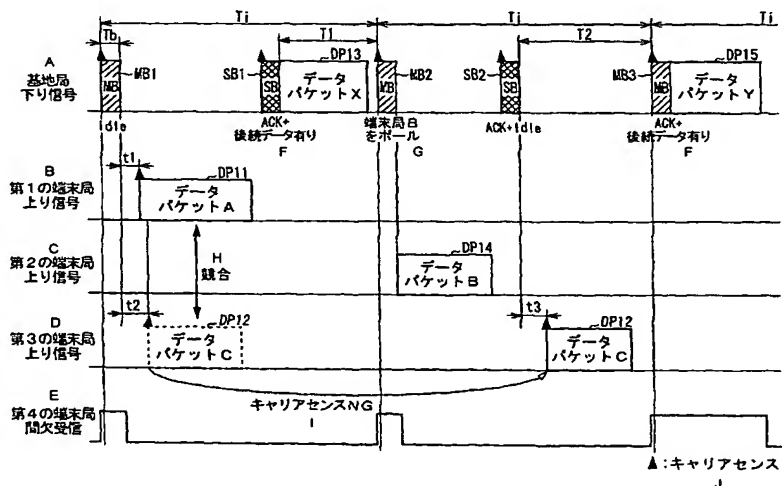 Ti
Ti
Ti
Tb
T1
T2
DP13
DP15
A
基地局
下り信号
MB
MB1
SB1
SB
データ
パケットX
MB
MB2
SB2
SB
MB3
MB
データ
パケットY
idle
ACK+
後続データ有り
F
端末局B
をポール
G
ACK+idle
ACK+
後続データ有り
F
B
第1の端末局
上り信号
t1
DP11
データ
パケットA
C
第2の端末局
上り信号
H
競合
DP14
データ
パケットB
D
第3の端末局
上り信号
t2
DP12
データ
パケットC
t3
DP12
データ
パケットC
E
第4の端末局
間欠受信
キャリアセンスNG
I
▲:キャリアセンス
J